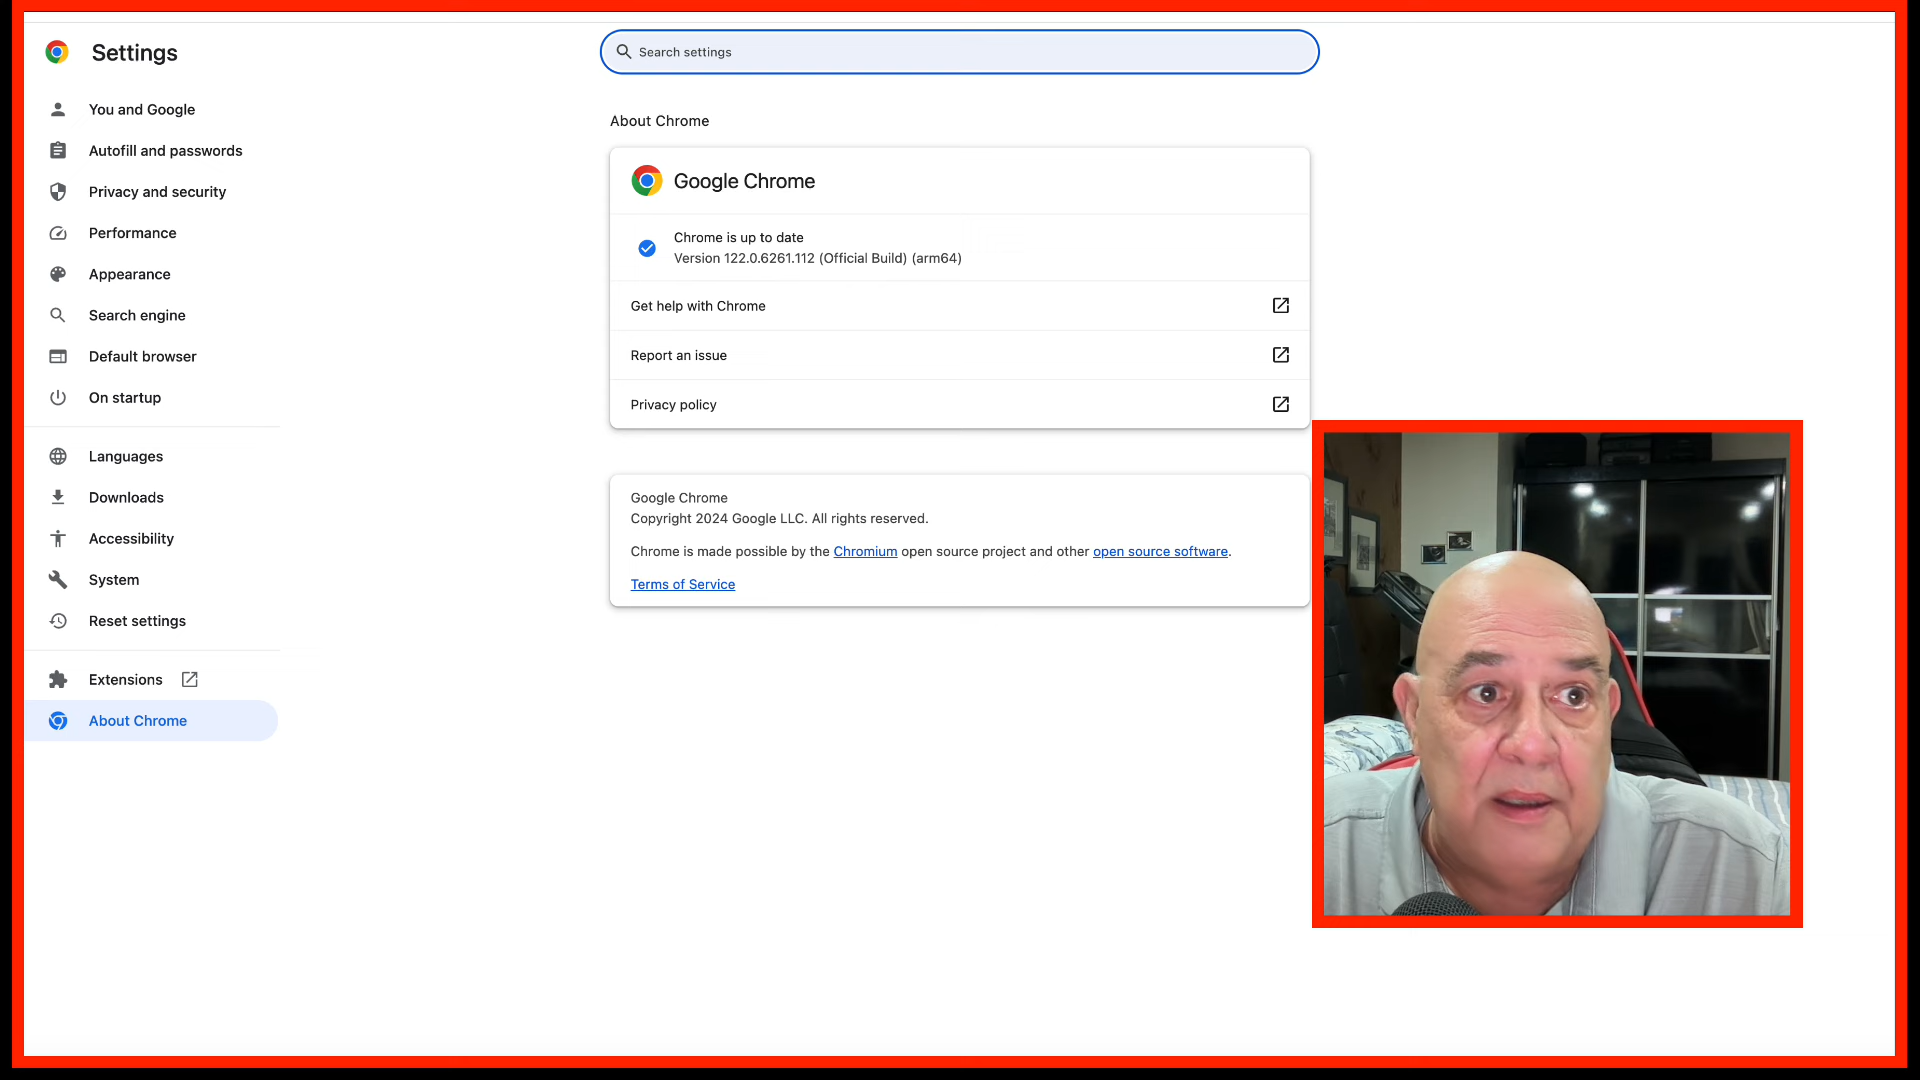 Settings
Search settings
You and Google
Autofill and passwords
Privacy and security
Performance
Appearance
Search engine
Default browser
On startup
Languages
Downloads
Accessibility
System
Reset settings
Extensions
About Chrome
About Chrome
Google Chrome
Chrome is up to date
Version 122.0.6261.112 (Official Build) (arm64)
Get help with Chrome
Report an issue
Privacy policy
Google Chrome
Copyright 2024 Google LLC. All rights reserved.
Chrome is made possible by the Chromium open source project and other open source software.
Terms of Service